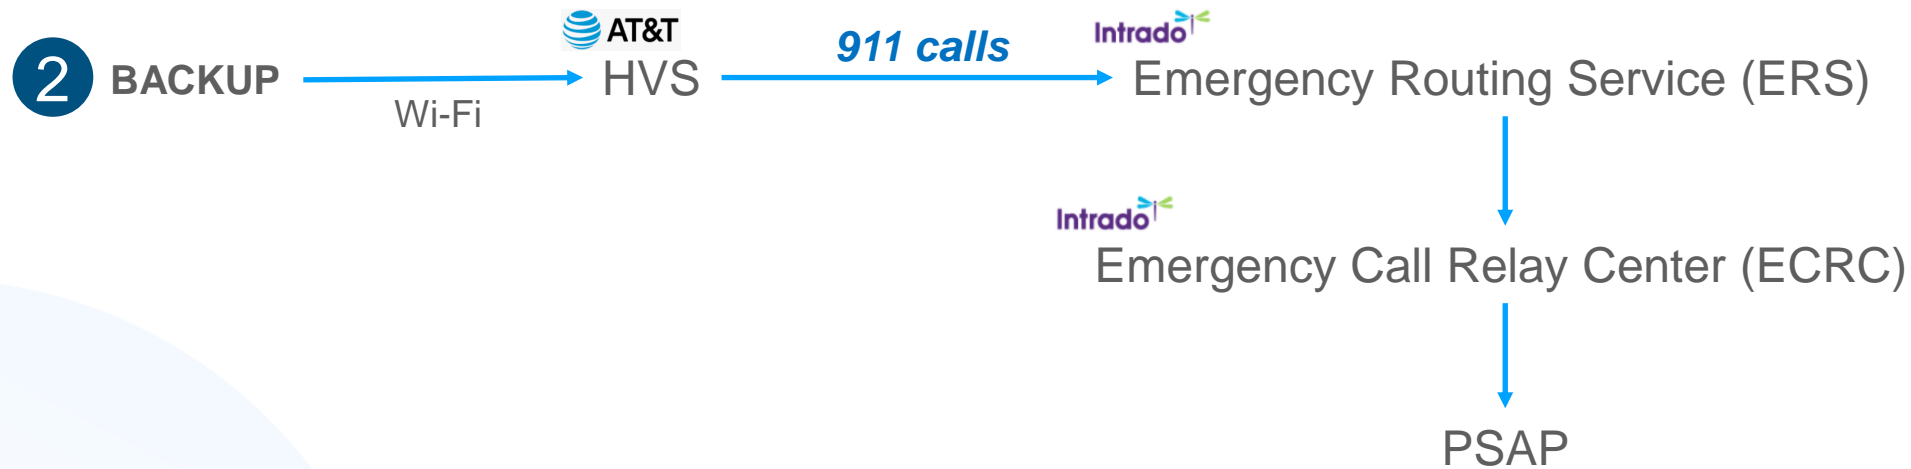 AT&T
Intrado
911 calls
2 BACKUP
HVS
Emergency Routing Service (ERS)
Wi-Fi
Intrado
Emergency Call Relay Center (ECRC)
PSAP